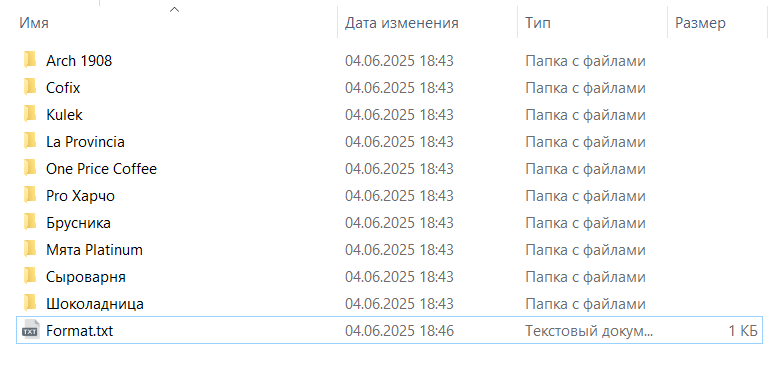 Имя Дата изменения Тип Размер
Arch 1908 04.06.2025 18:43 Папка с файлами
Cofix 04.06.2025 18:43 Папка с файлами
Kulek 04.06.2025 18:43 Папка с файлами
La Provincia 04.06.2025 18:43 Папка с файлами
One Price Coffee 04.06.2025 18:43 Папка с файлами
Pro Харчо 04.06.2025 18:43 Папка с файлами
Брусника 04.06.2025 18:43 Папка с файлами
Мята Platinum 04.06.2025 18:43 Папка с файлами
Сыроварня 04.06.2025 18:43 Папка с файлами
Шоколадница 04.06.2025 18:43 Папка с файлами
TXT Format.txt 04.06.2025 18:46 Текстовый докум... 1 КБ